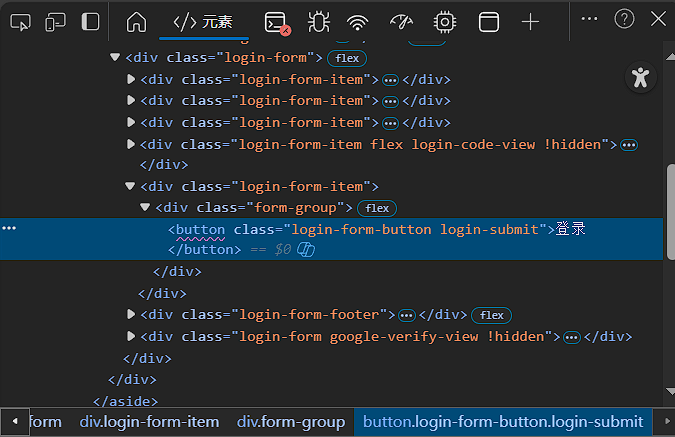 元素
<div class="login-form"> flex
<div class="login-form-item">•••</div>
<div class="login-form-item">•••</div>
<div class="login-form-item">•••</div>
<div class="login-form-item flex login-code-view !hidden">•••
</div>
<div class="login-form-item">
<div class="form-group"> flex
<button class="login-form-button login-submit">登录
</button> == $0
</div>
</div>
<div class="login-form-footer">•••</div> flex
<div class="login-form google-verify-view !hidden">•••</div>
</div>
</div>
</aside>
form div.login-form-item div.form-group button.login-form-button.login-submit